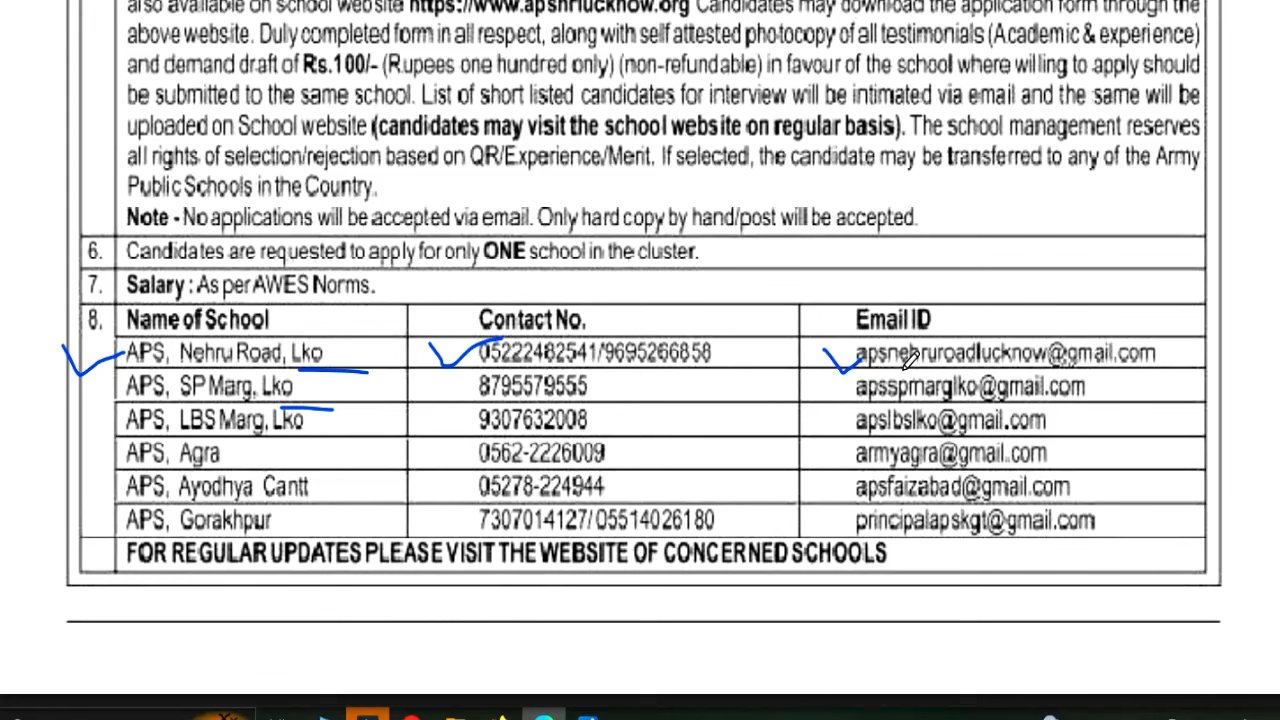 also available on school website https://www.apsnrlucknow.org Candidates may download the application form through the
above website. Duly completed form in all respect, along with self attested photocopy of all testimonials (Academic & experience)
and demand draft of Rs.100/- (Rupees one hundred only) (non-refundable) in favour of the school where willing to apply should
be submitted to the same school. List of short listed candidates for interview will be intimated via email and the same will be
uploaded on School website (candidates may visit the school website on regular basis). The school management reserves
all rights of selection/rejection based on QR/Experience/Merit. If selected, the candidate may be transferred to any of the Army
Public Schools in the Country.
Note - No applications will be accepted via email. Only hard copy by hand/post will be accepted.
6. Candidates are requested to apply for only ONE school in the cluster.
7. Salary : As per AWES Norms.
8. Name of School Contact No. Email ID
APS, Nehru Road, Lko 05222482541/9695266858 apsnehruroadlucknow@gmail.com
APS, SP Marg, Lko 8795579555 apsspmarglko@gmail.com
APS, LBS Marg, Lko 9307632008 apslbslko@gmail.com
APS, Agra 0562-2226009 armyagra@gmail.com
APS, Ayodhya Cantt 05278-224944 apsfaizabad@gmail.com
APS, Gorakhpur 7307014127/ 05514026180 principalapskgt@gmail.com
FOR REGULAR UPDATES PLEASE VISIT THE WEBSITE OF CONCERNED SCHOOLS